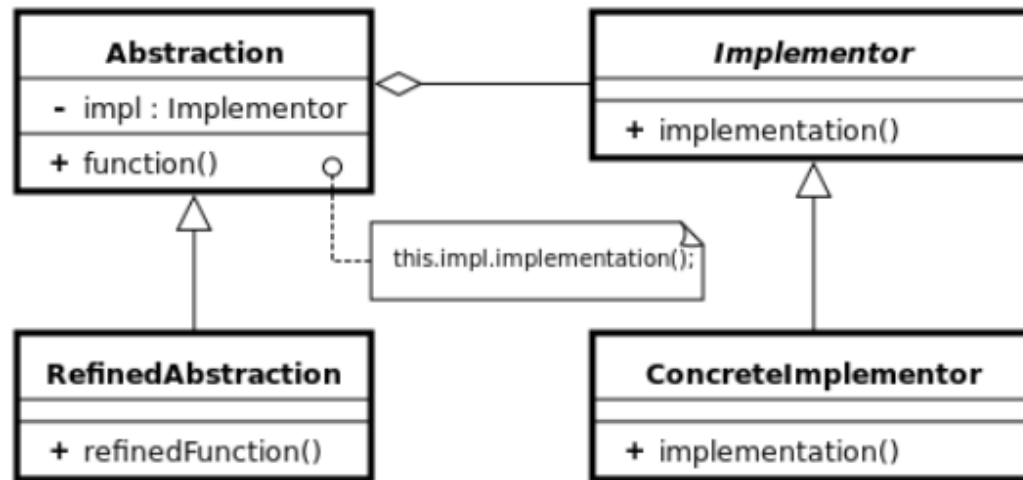 Abstraction
- impl : Implementor
+ function()
Implementor
+ implementation()
this.impl.implementation();
RefinedAbstraction
+ refinedFunction()
ConcreteImplementor
+ implementation()